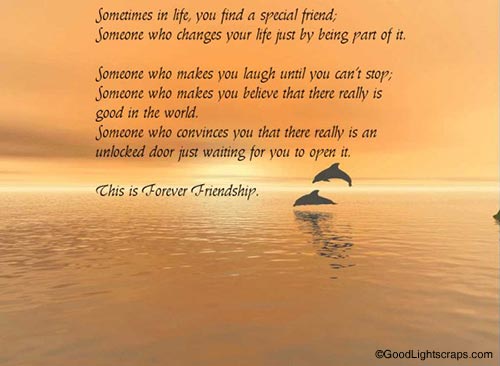 Sometimes in life, you find a special friend;
Someone who changes your life just by being part of it.
Someone who makes you laugh until you can't stop;
Someone who makes you believe that there really is
good in the world.
Someone who convinces you that there really is an
unlocked door just waiting for you to open it.
This is Forever Friendship.
©GoodLightscraps.com